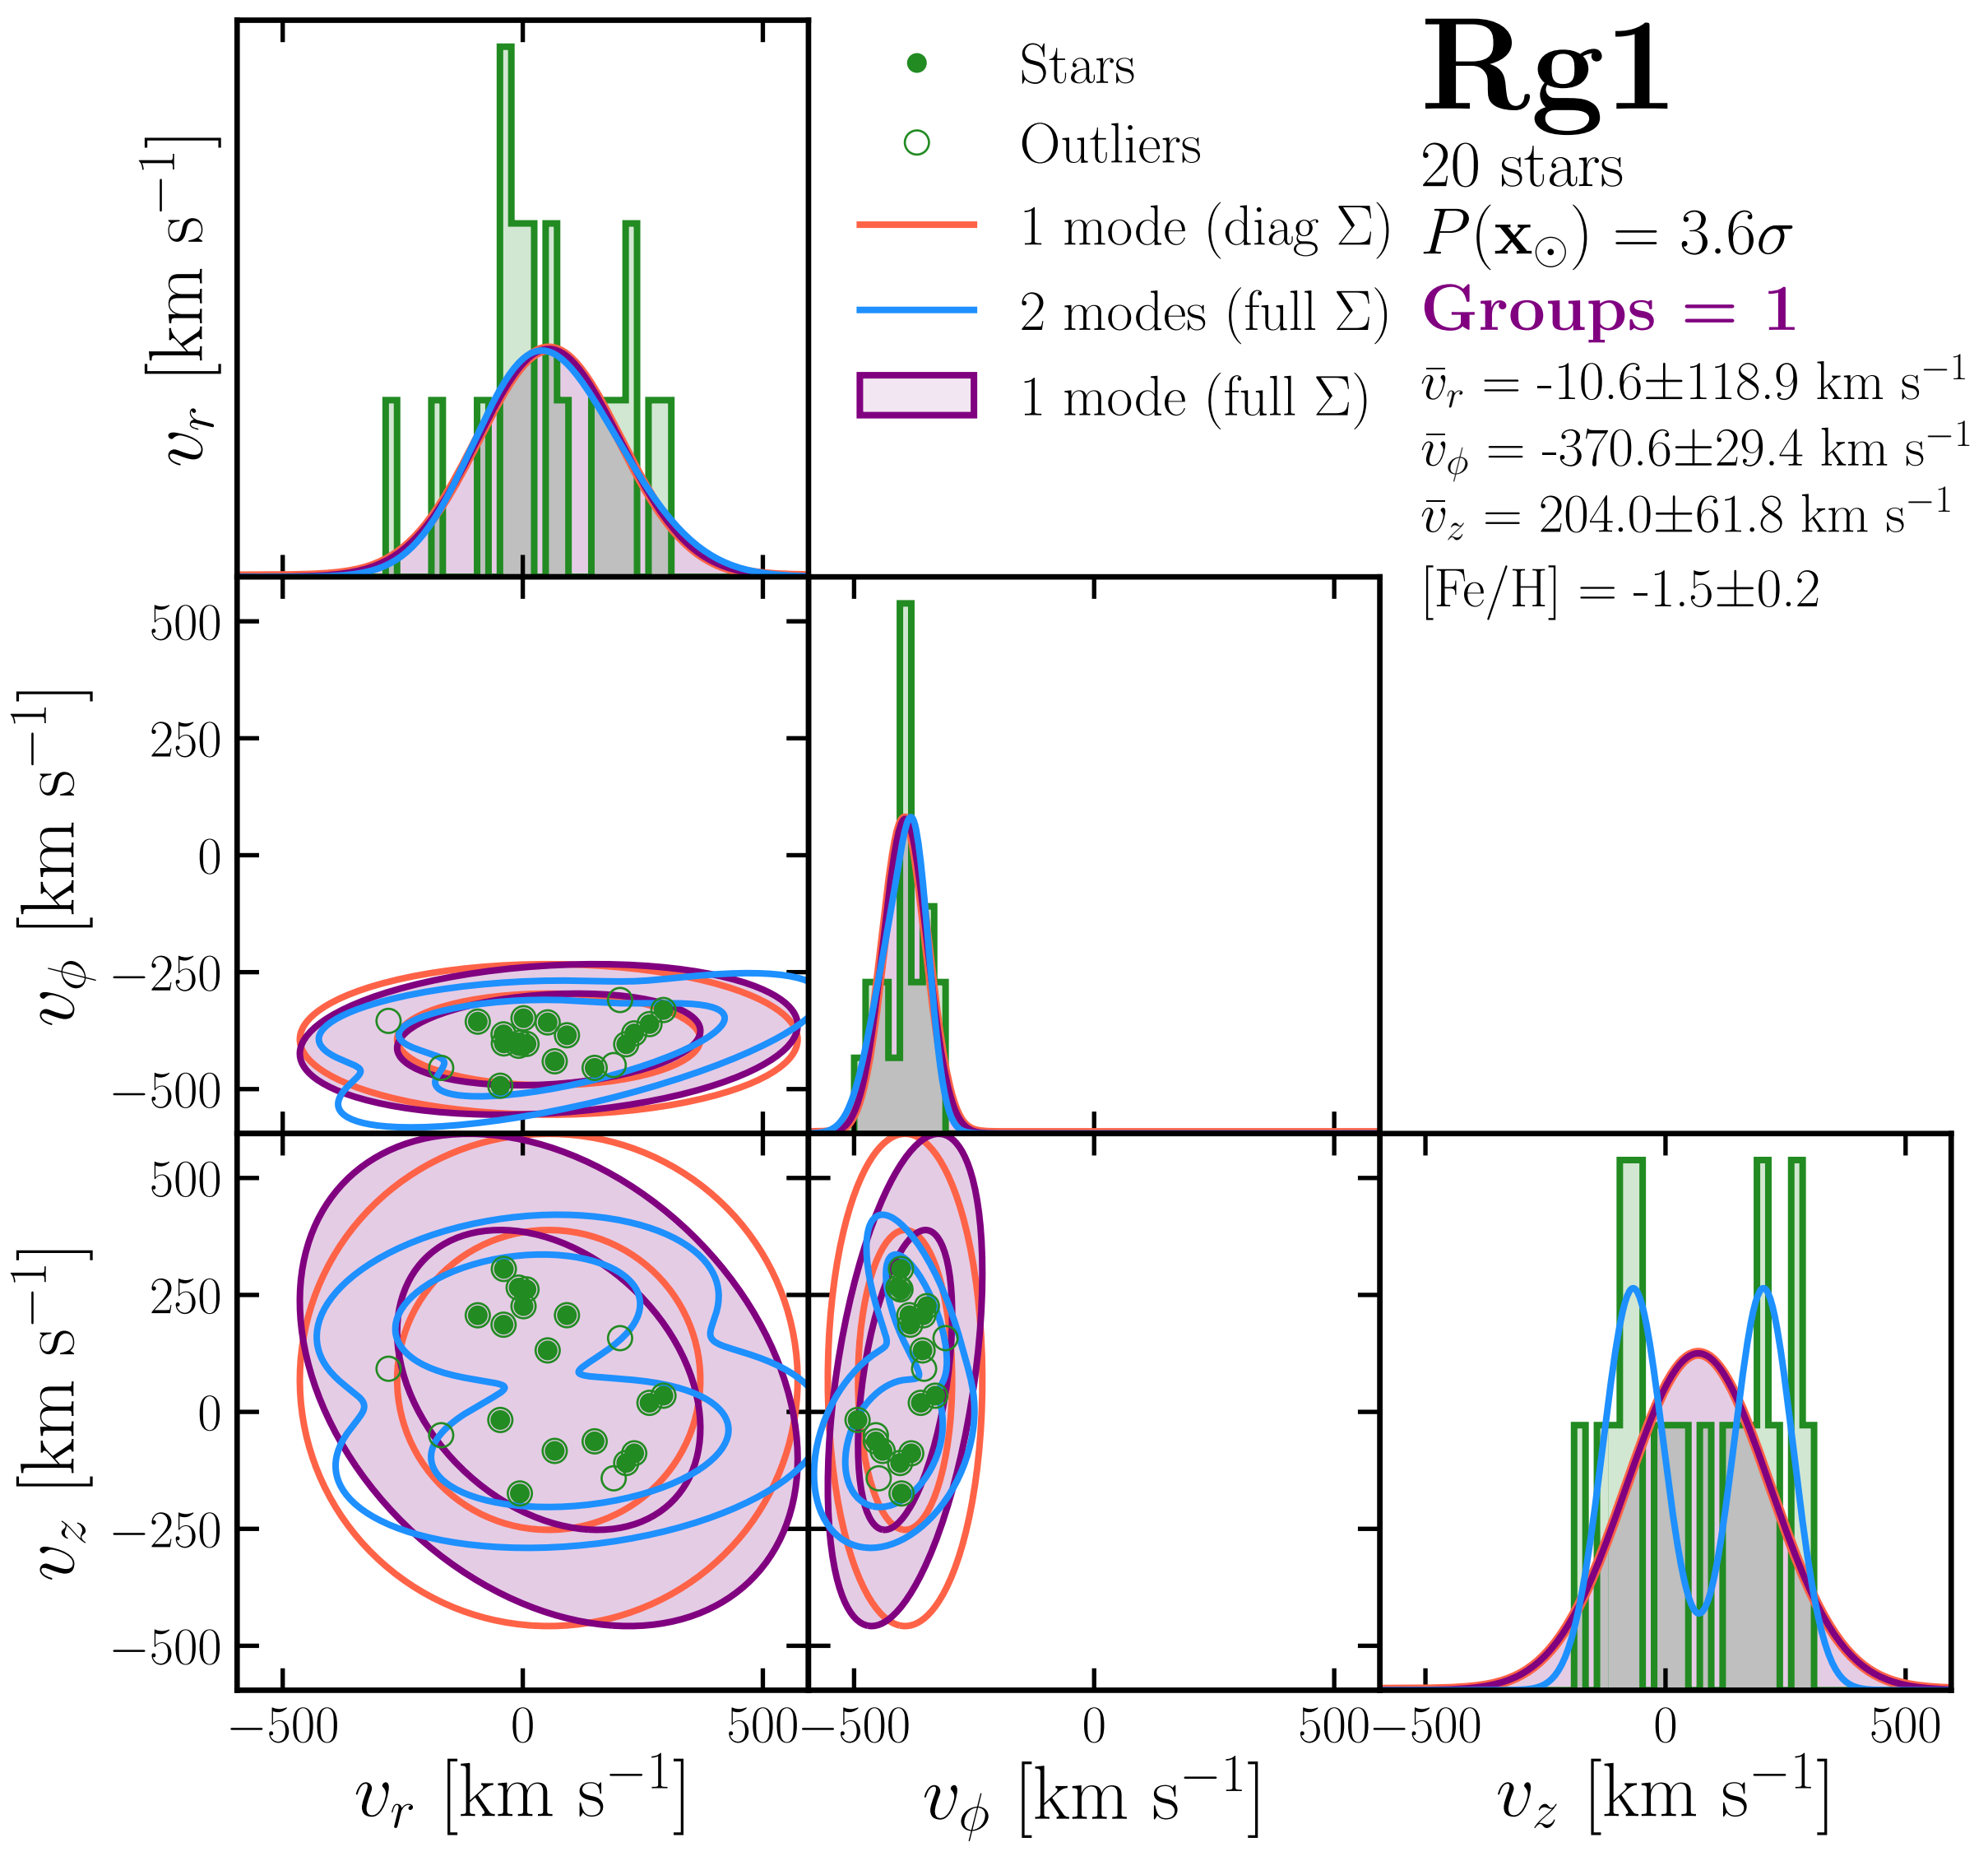 Stars
Outliers
1 mode (diag Σ)
2 modes (full Σ)
1 mode (full Σ)
Rg1
20 stars
P(x⊙) = 3.6σ
Groups = 1
v̄r = -10.6±118.9 km s⁻¹
v̄ϕ = -370.6±29.4 km s⁻¹
v̄z = 204.0±61.8 km s⁻¹
[Fe/H] = -1.5±0.2
vr [km s⁻¹]
500
250
0
−250
−500
vϕ [km s⁻¹]
500
250
0
−250
−500
vz [km s⁻¹]
−500 0 500
−500 0 500
−500 0 500
vr [km s⁻¹]
vϕ [km s⁻¹]
vz [km s⁻¹]